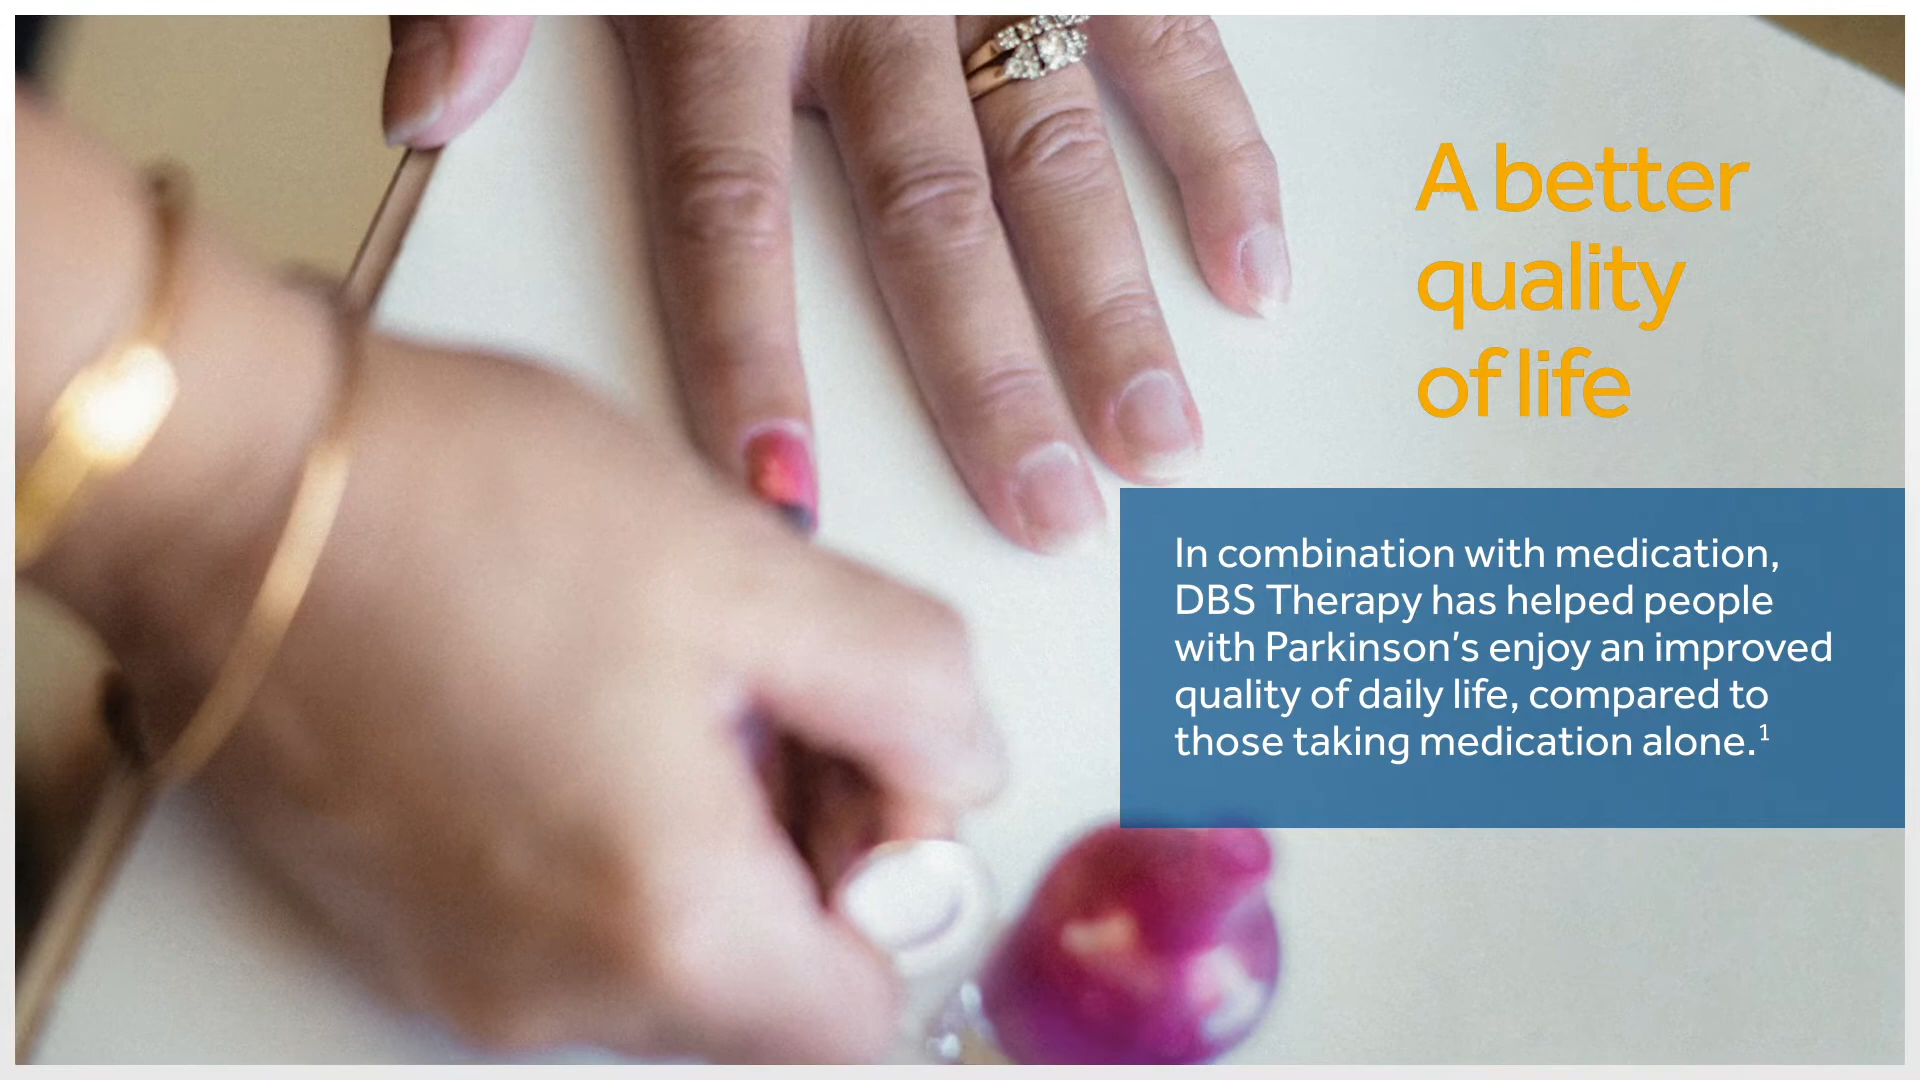 A better
quality
of life
In combination with medication,
DBS Therapy has helped people
with Parkinson's enjoy an improved
quality of daily life, compared to
those taking medication alone.¹